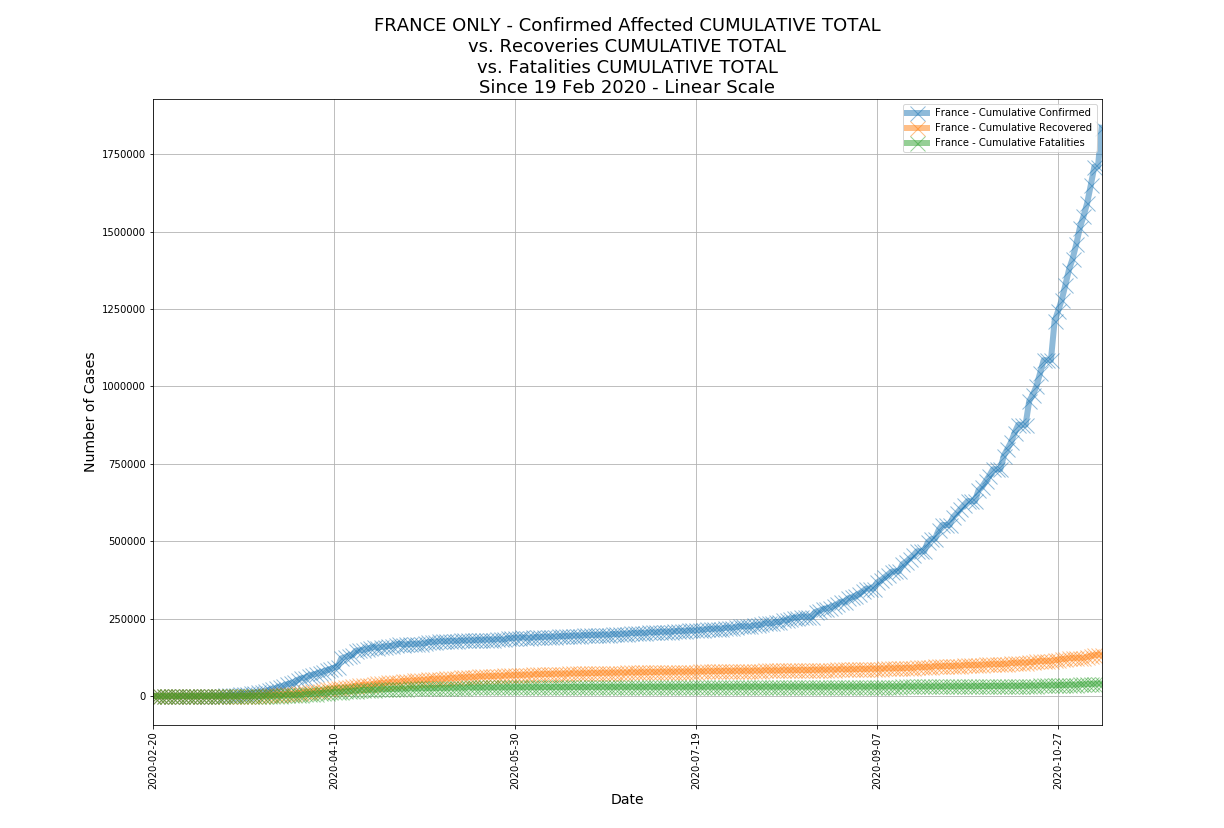 FRANCE ONLY - Confirmed Affected CUMULATIVE TOTAL
vs. Recoveries CUMULATIVE TOTAL
vs. Fatalities CUMULATIVE TOTAL
Since 19 Feb 2020 - Linear Scale
France - Cumulative Confirmed
France - Cumulative Recovered
France - Cumulative Fatalities
Number of Cases
1750000
1500000
1250000
1000000
750000
500000
250000
0
2020-02-20
2020-04-10
2020-05-30
2020-07-19
2020-09-07
2020-10-27
Date